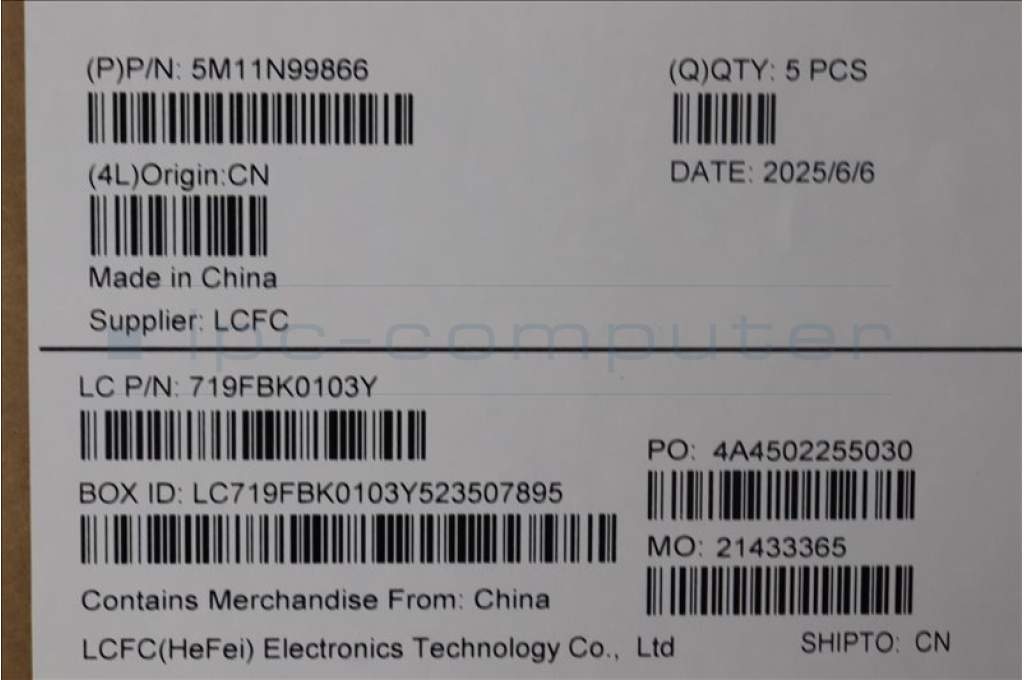 (P)P/N: 5M11N99866
(Q)QTY: 5 PCS
(4L)Origin:CN
DATE: 2025/6/6
Made in China
Supplier: LCFC
ipc-computer
LC P/N: 719FBK0103Y
PO: 4A4502255030
BOX ID: LC719FBK0103Y523507895
MO: 21433365
Contains Merchandise From: China
LCFC(HeFei) Electronics Technology Co., Ltd
SHIPTO: CN